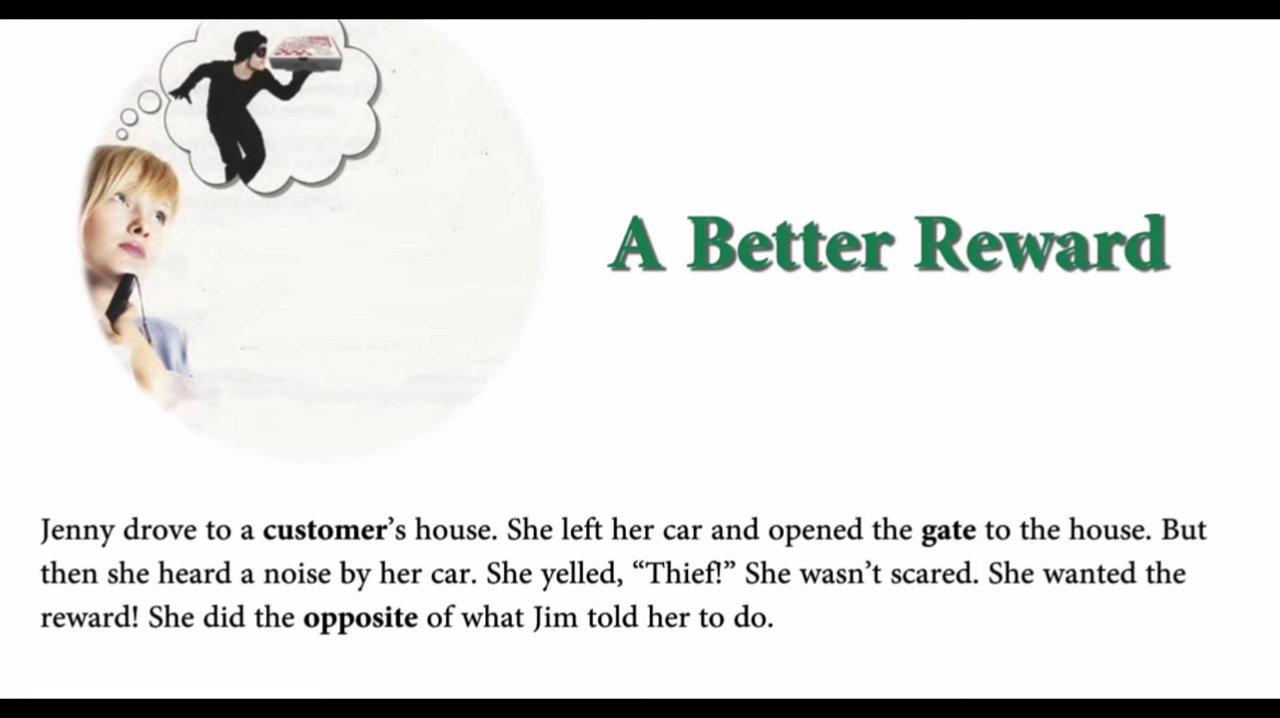 A Better Reward
Jenny drove to a customer’s house. She left her car and opened the gate to the house. But
then she heard a noise by her car. She yelled, “Thief!” She wasn’t scared. She wanted the
reward! She did the opposite of what Jim told her to do.